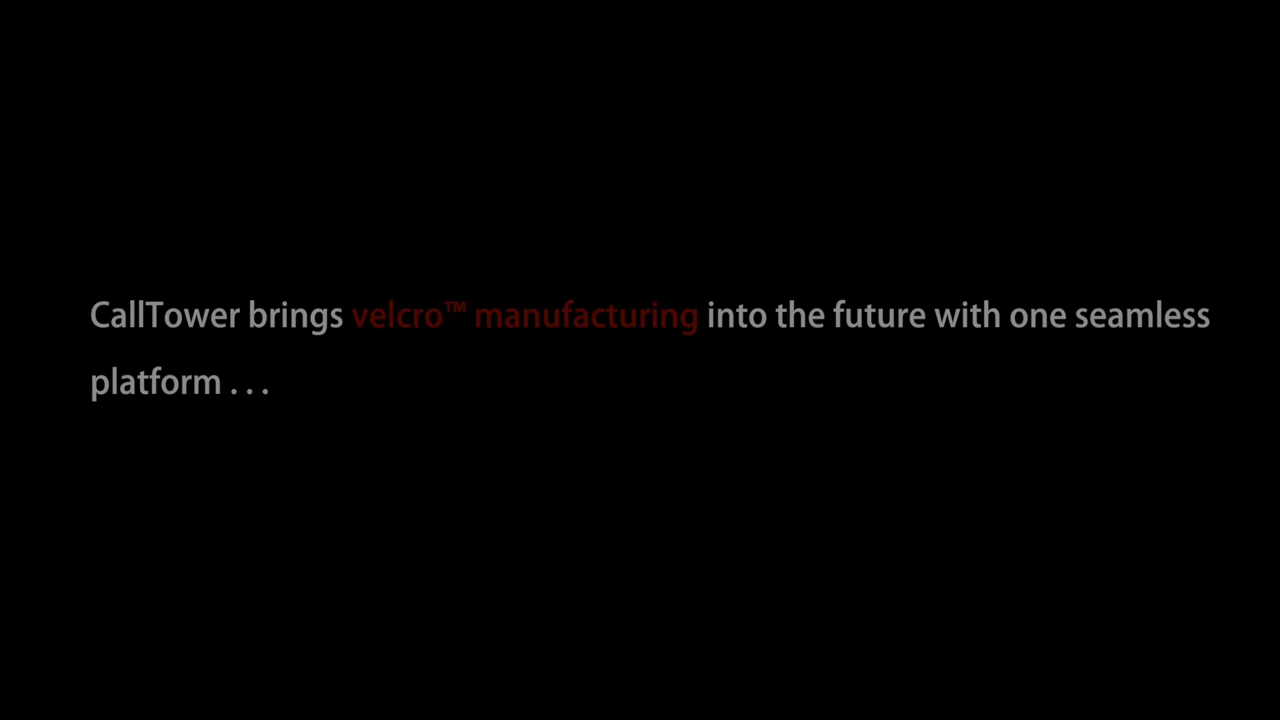 CallTower brings velcro™ manufacturing into the future with one seamless
platform . . .